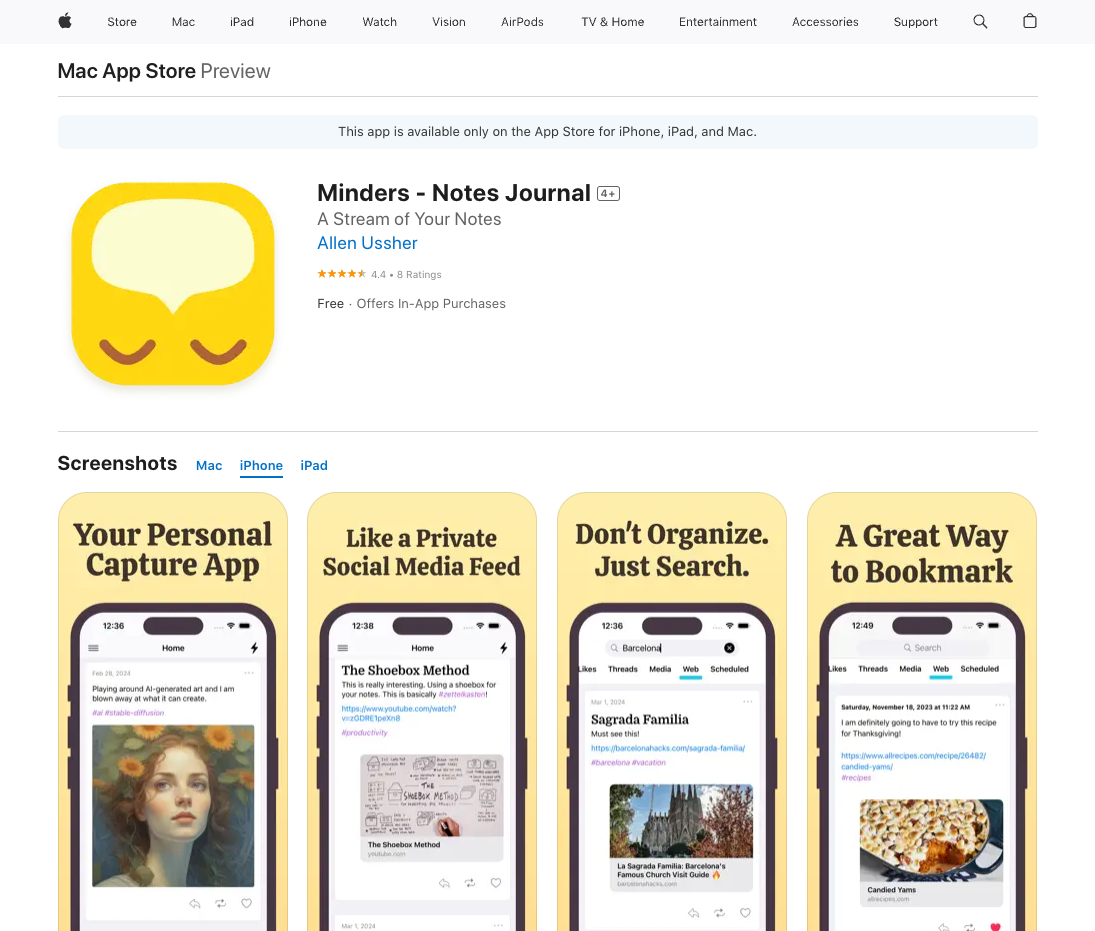 Store Mac iPad iPhone Watch Vision AirPods TV & Home Entertainment Accessories Support
Mac App Store Preview
This app is available only on the App Store for iPhone, iPad, and Mac.
Minders - Notes Journal 4+
A Stream of Your Notes
Allen Ussher
4.4 • 8 Ratings
Free · Offers In-App Purchases
Screenshots Mac iPhone iPad
Your Personal
Capture App
12:36
Home
Feb 28, 2024
Playing around AI-generated art and I am
blown away at what it can create.
#ai #stable-diffusion
Like a Private
Social Media Feed
12:38
Home
The Shoebox Method
This is really interesting. Using a shoebox for
your notes. This is basically #zettelkasten!
https://www.youtube.com/watch?
v=zGDRE1peXn8
#productivity
THE
SHOEBOX METHOD
The Shoebox Method
youtube.com
Mar 1, 2024
Don't Organize.
Just Search.
12:36
Barcelona
Likes Threads Media Web Scheduled
Mar 1, 2024
Sagrada Familia
Must see this!
https://barcelonahacks.com/sagrada-familia/
#barcelona #vacation
La Sagrada Familia: Barcelona's
Famous Church Visit Guide 🔥
barcelonahacks.com
A Great Way
to Bookmark
12:49
Search
Likes Threads Media Web Scheduled
Saturday, November 18, 2023 at 11:22 AM
I am definitely going to have to try this recipe
for Thanksgiving!
https://www.allrecipes.com/recipe/26482/
candied-yams/
#recipes
Candied Yams
allrecipes.com